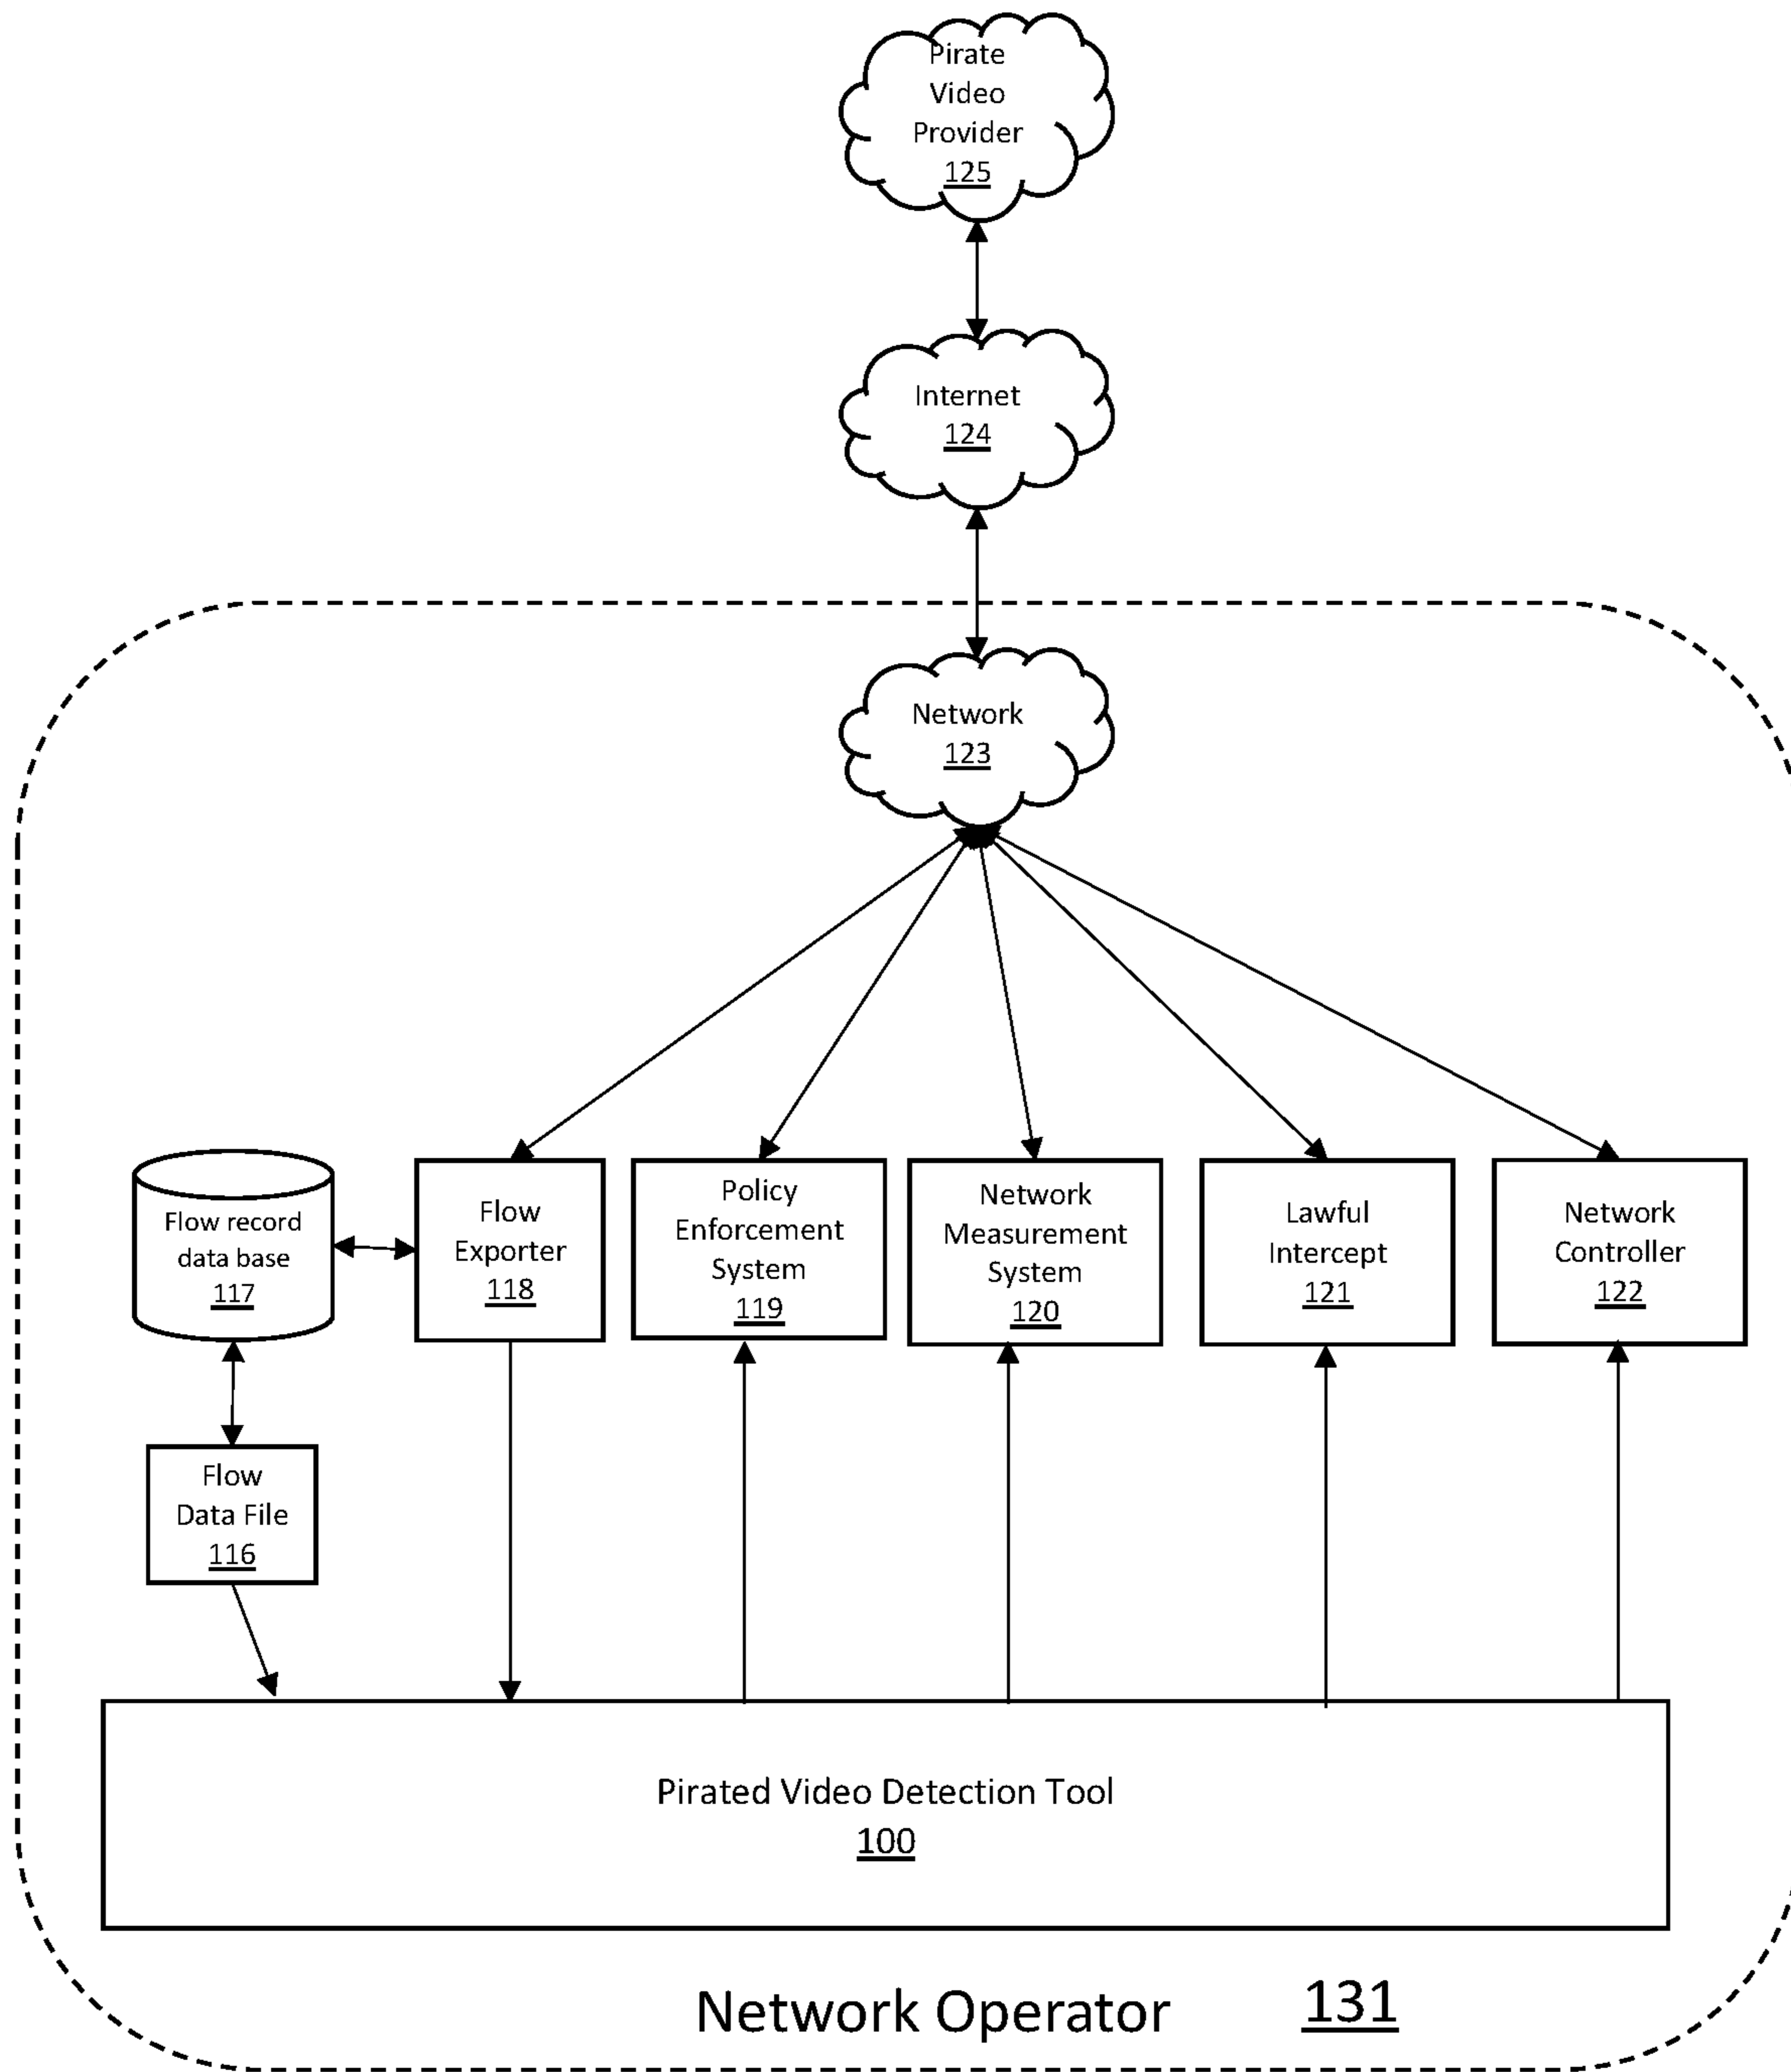 Pirate
Video
Provider
125
Internet
124
Network
123
Flow record
data base
117
Flow
Exporter
118
Policy
Enforcement
System
119
Network
Measurement
System
120
Lawful
Intercept
121
Network
Controller
122
Flow
Data File
116
Pirated Video Detection Tool
100
Network Operator 131